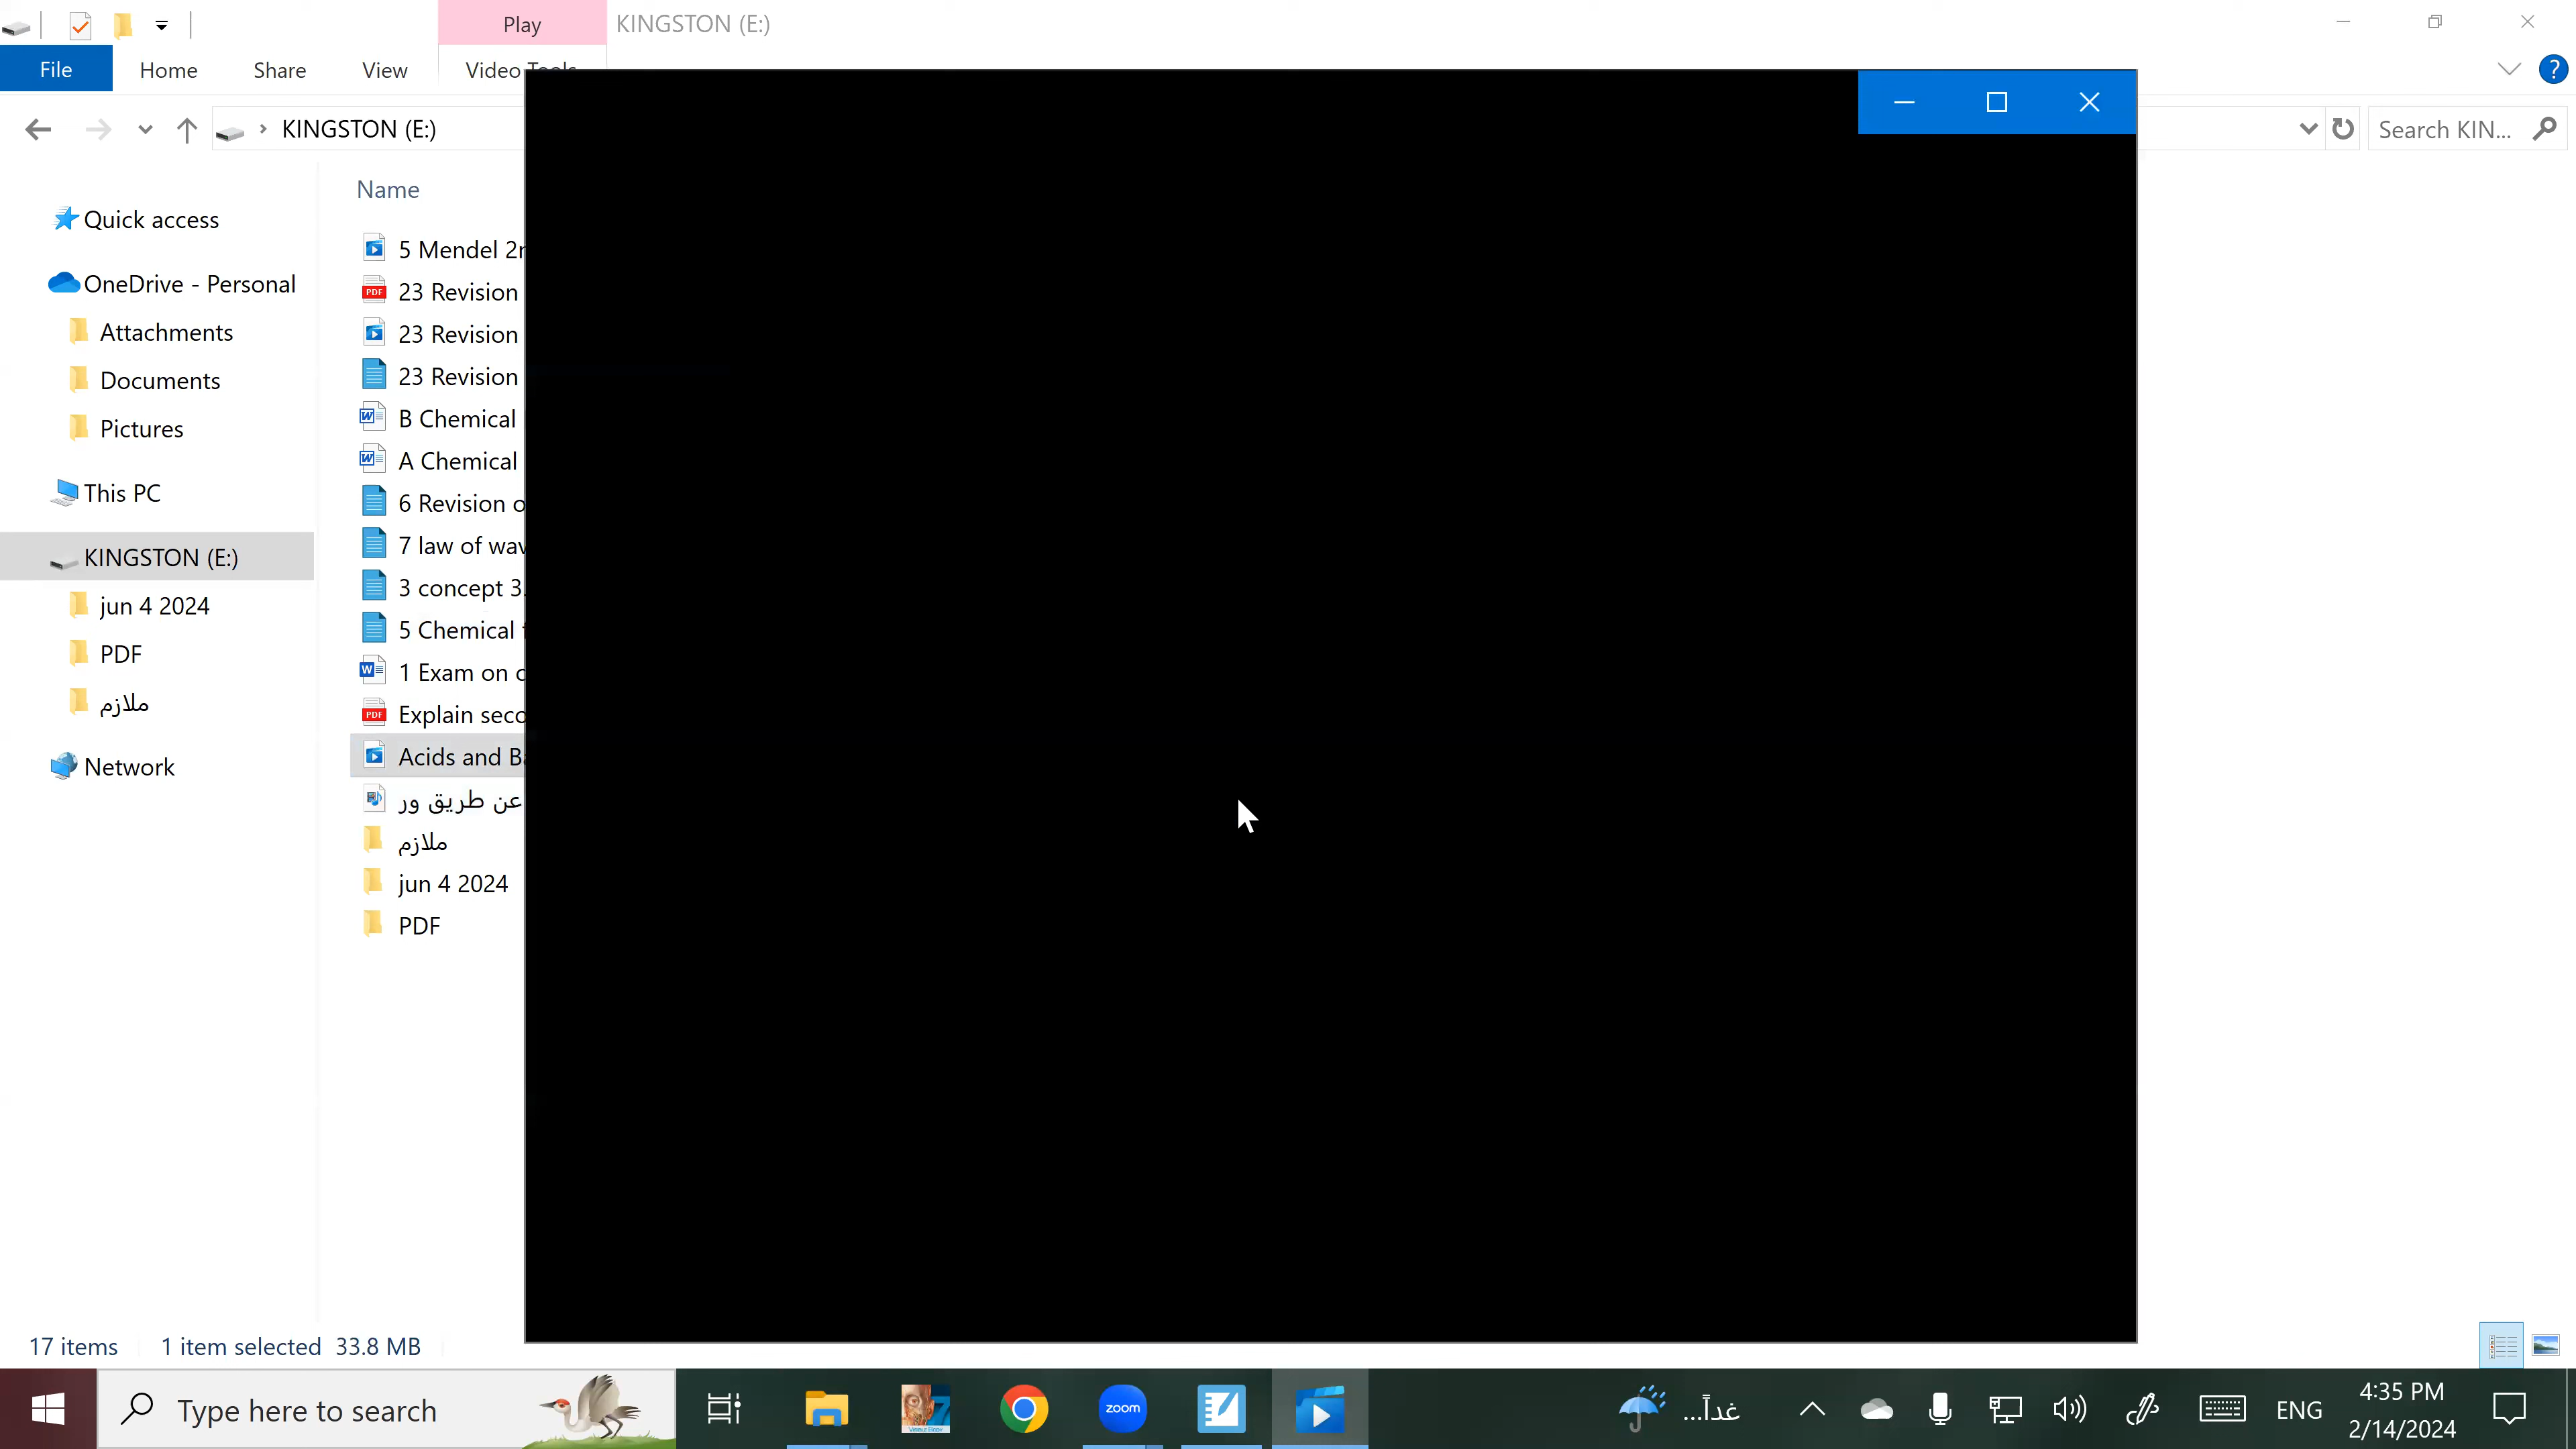 Play
KINGSTON (E:)
File
Home
Share
View
Video Tools
KINGSTON (E:)
Search KIN...
Name
Quick access
OneDrive - Personal
Attachments
Documents
Pictures
This PC
KINGSTON (E:)
jun 4 2024
PDF
ملازم
Network
5 Mendel 2n
23 Revision
23 Revision
23 Revision
B Chemical
A Chemical
6 Revision o
7 law of wav
3 concept 3.
5 Chemical f
1 Exam on c
Explain seco
Acids and Ba
عن طريق ور
ملازم
jun 4 2024
PDF
17 items
1 item selected 33.8 MB
Type here to search
zoom
غداً...
ENG
4:35 PM
2/14/2024